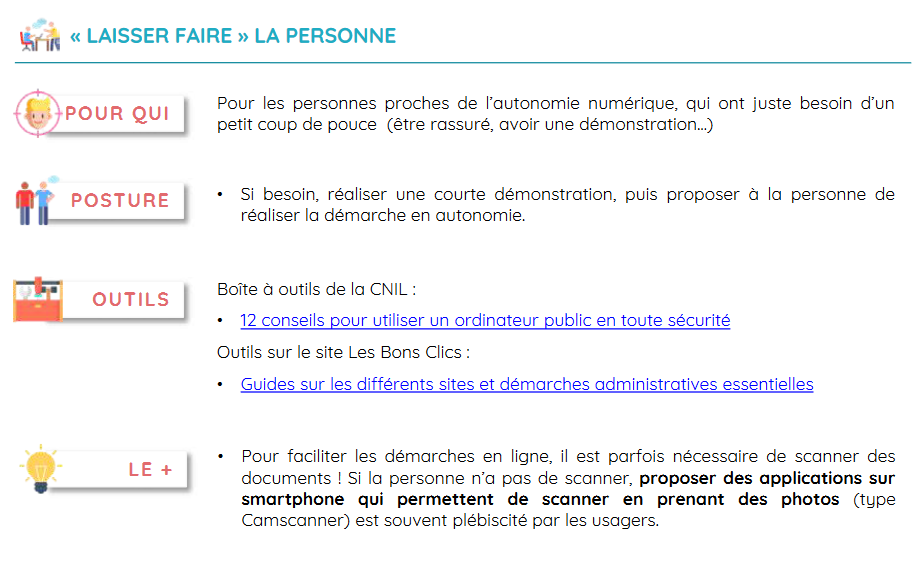 « LAISSER FAIRE » LA PERSONNE
POUR QUI
Pour les personnes proches de l'autonomie numérique, qui ont juste besoin d'un
petit coup de pouce (être rassuré, avoir une démonstration…)
POSTURE
• Si besoin, réaliser une courte démonstration, puis proposer à la personne de
réaliser la démarche en autonomie.
OUTILS
Boîte à outils de la CNIL :
• 12 conseils pour utiliser un ordinateur public en toute sécurité
Outils sur le site Les Bons Clics :
• Guides sur les différents sites et démarches administratives essentielles
LE +
• Pour faciliter les démarches en ligne, il est parfois nécessaire de scanner des
documents ! Si la personne n'a pas de scanner, proposer des applications sur
smartphone qui permettent de scanner en prenant des photos (type
Camscanner) est souvent plébiscité par les usagers.